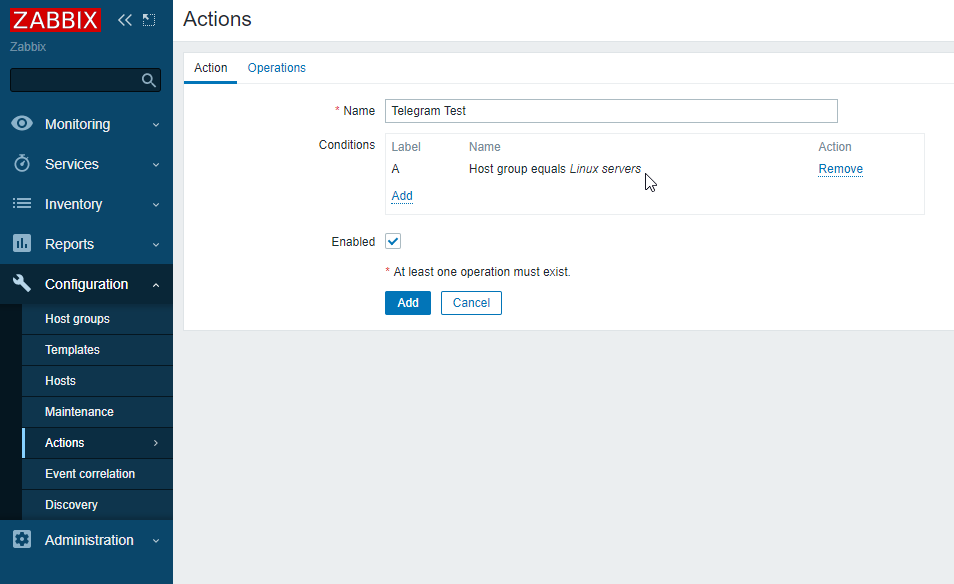 ZABBIX
Zabbix
Monitoring
Services
Inventory
Reports
Configuration
Host groups
Templates
Hosts
Maintenance
Actions
Event correlation
Discovery
Administration
Actions
Action Operations
* Name Telegram Test
Conditions Label Name Action
A Host group equals Linux servers Remove
Add
Enabled
* At least one operation must exist.
Add Cancel